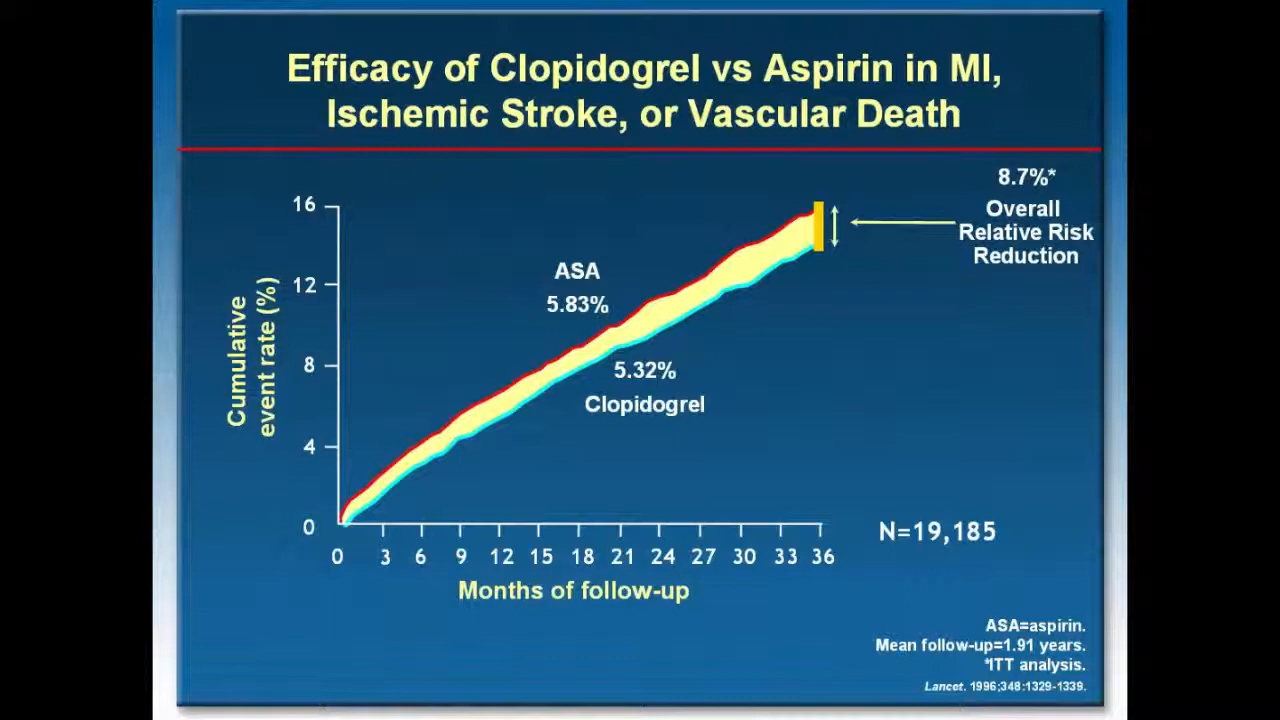 Efficacy of Clopidogrel vs Aspirin in MI,
Ischemic Stroke, or Vascular Death
8.7%*
Overall
Relative Risk
Reduction
Cumulative
event rate (%)
16
12
8
4
0
ASA
5.83%
5.32%
Clopidogrel
0 3 6 9 12 15 18 21 24 27 30 33 36
Months of follow-up
N=19,185
ASA=aspirin.
Mean follow-up=1.91 years.
*ITT analysis.
Lancet. 1996;348:1329-1339.